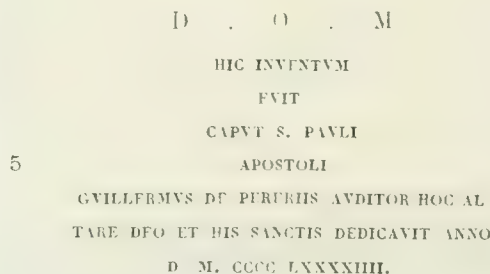 D . O . M
HIC INVENTVM
FVIT
CAPVT S. PAVLI
5 APOSTOLI
GVILLERMVS DE PERERIIS AVDITOR HOC AL
TARE DEO ET HIS SANCTIS DEDICAVIT ANNO
D M. CCCC LXXXXIIII.